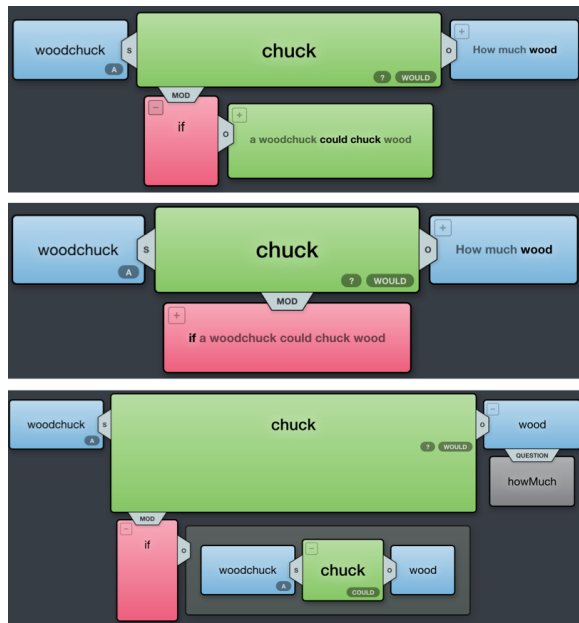 woodchuck
A
S
chuck
? WOULD
O
+
How much wood
MOD
−
if
O
+
a woodchuck could chuck wood
woodchuck
A
S
chuck
? WOULD
O
+
How much wood
MOD
+
if a woodchuck could chuck wood
woodchuck
A
S
chuck
? WOULD
O
−
wood
QUESTION
howMuch
MOD
−
if
O
woodchuck
A
S
−
chuck
COULD
O
wood